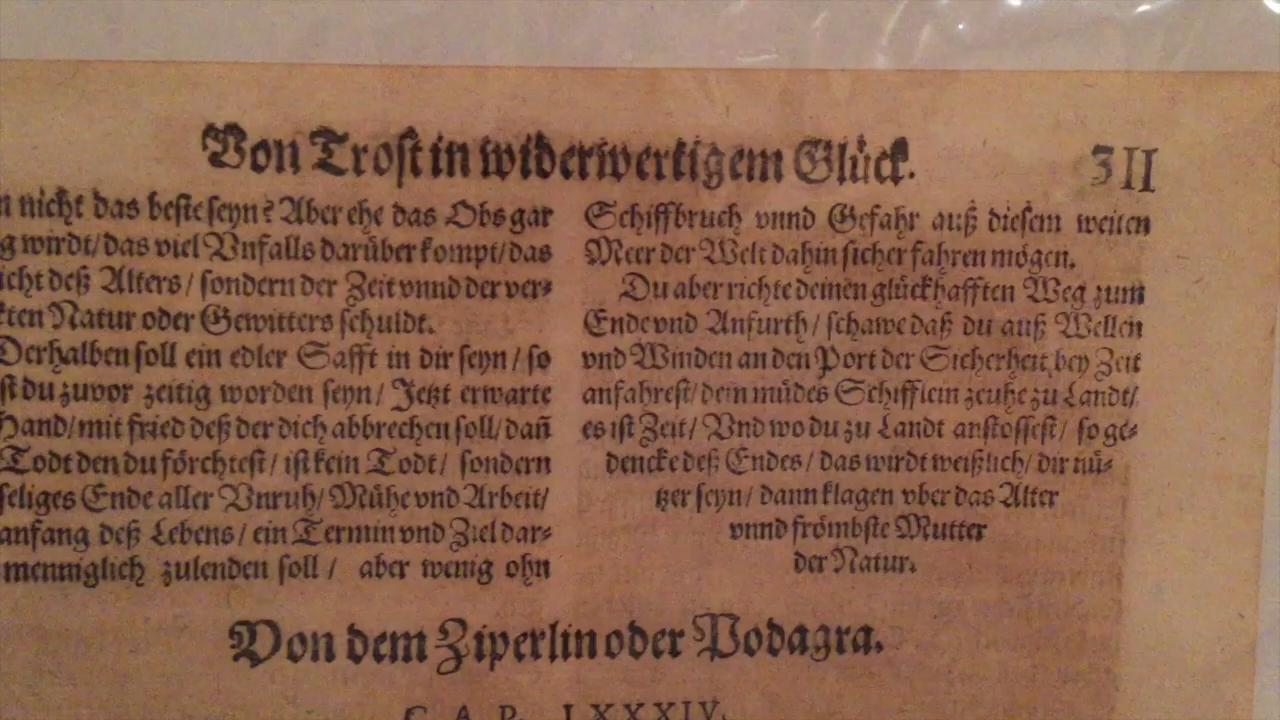 Von Trost in widerwertigem Glück.
311
n nicht das beste seyn? Aber ehe das Obs gar
g wirdt/ das viel Vnfalls darüber kompt/ das
icht deß Alters/ sondern der Zeit vnnd der ver-
kten Natur oder Gewitters schuldt.
Derhalben soll ein edler Safft in dir seyn/ so
st du zuvor zeitig worden seyn/ Jetzt erwarte
Hand/ mit fried deß der dich abbrechen soll/ dañ
Todt den du förchtest/ ist kein Todt/ sondern
seliges Ende aller Vnruh/ Mühe vnd Arbeit/
anfang deß Lebens/ ein Termin vnd Ziel dar-
menniglich zulenden soll/ aber wenig ohn
Schiffbruch vnnd Gefahr auß diesem weiten
Meer der Welt dahin sicher fahren mögen.
Du aber richte deinen glückhafften Weg zum
Ende vnd Anfurth/ schawe daß du auß Wellen
vnd Winden an den Port der Sicherheit bey Zeit
anfahrest/ dein müdes Schifflein zeuhe zu Landt/
es ist Zeit/ Vnd wo du zu Landt anstossest/ so ge-
dencke deß Endes/ das wirdt weißlich/ dir nü-
tzer seyn/ dann klagen vber das Alter
vnnd frömbste Mutter
der Natur.
Von dem Ziperlin oder Podagra.
CAP. LXXXIV.